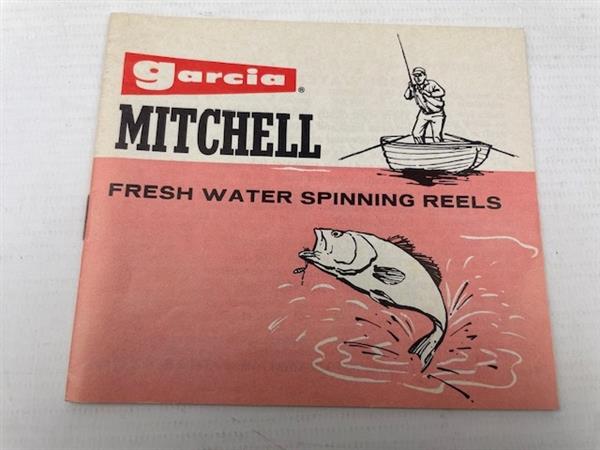 garcia®
MITCHELL
FRESH WATER SPINNING REELS